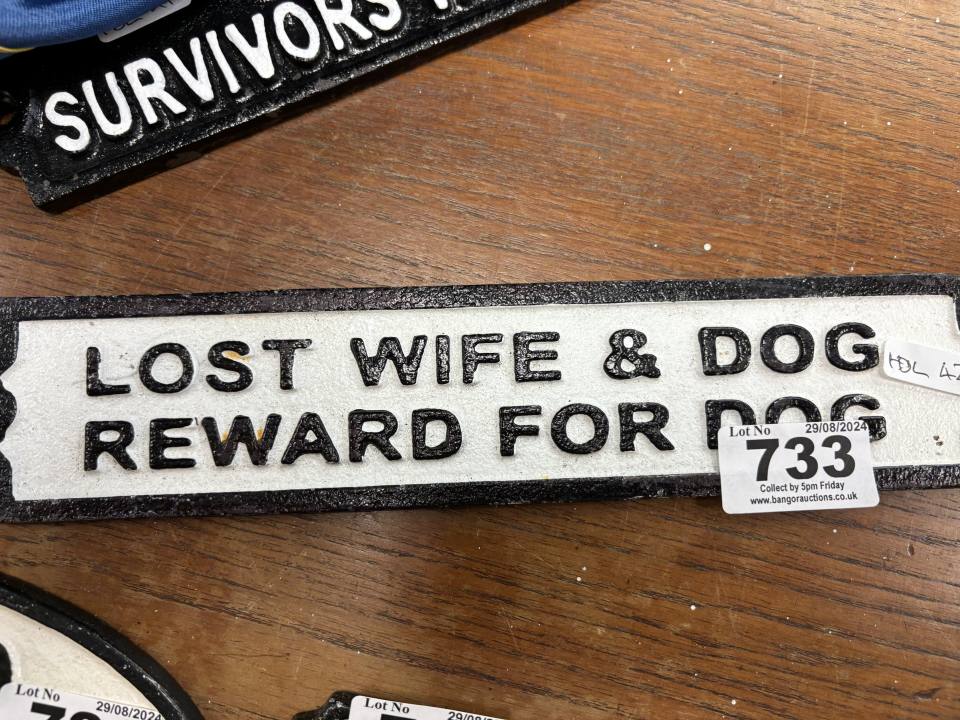 SURVIVORS
LOST WIFE & DOG
REWARD FOR DOG
HDL
Lot No 29/08/2024
733
Collect by 5pm Friday
www.bangorauctions.co.uk
Lot No
29/08/2024
Lot No